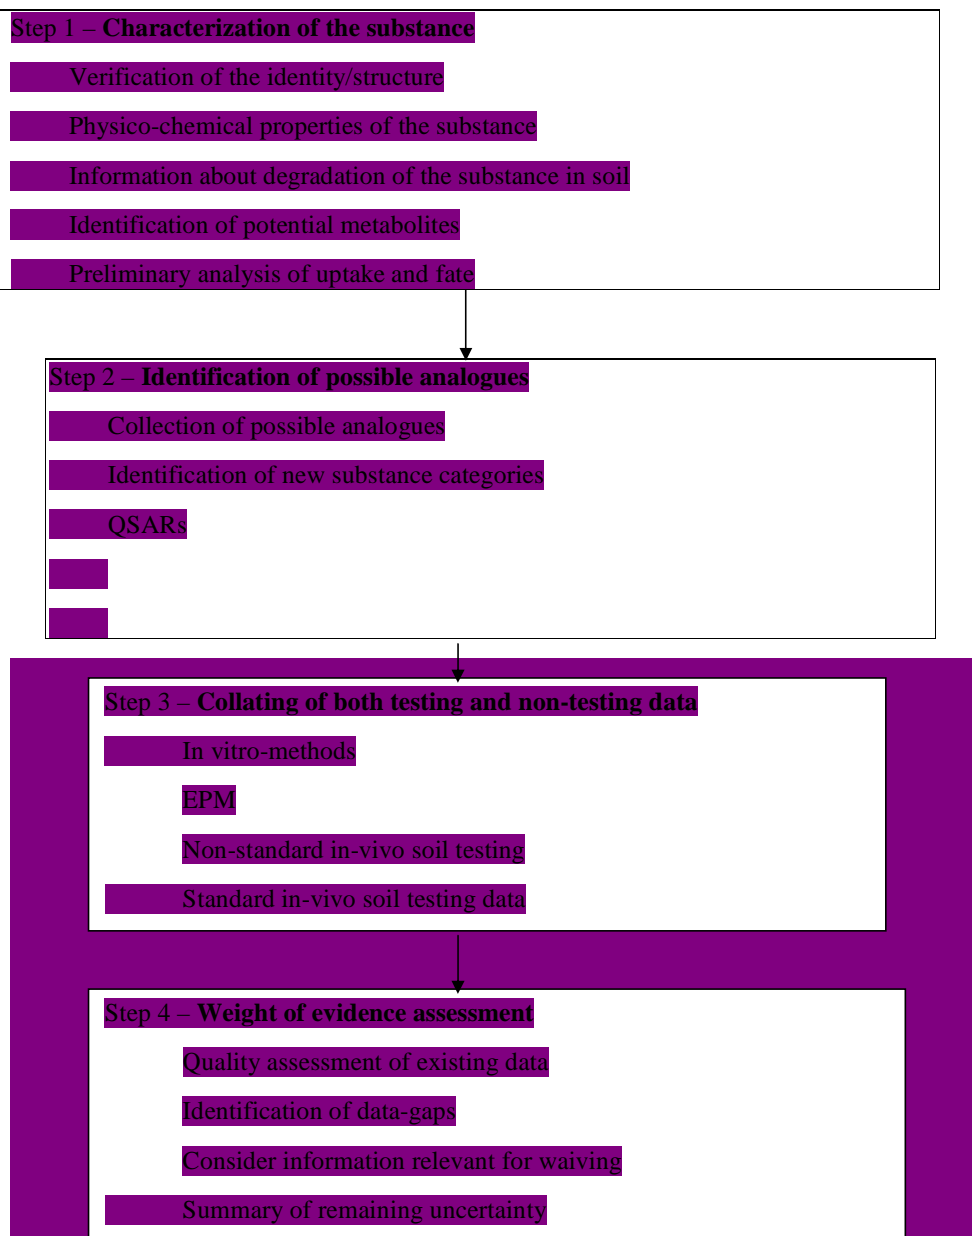 Step 1 – Characterization of the substance
Verification of the identity/structure
Physico-chemical properties of the substance
Information about degradation of the substance in soil
Identification of potential metabolites
Preliminary analysis of uptake and fate
Step 2 – Identification of possible analogues
Collection of possible analogues
Identification of new substance categories
QSARs
Step 3 – Collating of both testing and non-testing data
In vitro-methods
EPM
Non-standard in-vivo soil testing
Standard in-vivo soil testing data
Step 4 – Weight of evidence assessment
Quality assessment of existing data
Identification of data-gaps
Consider information relevant for waiving
Summary of remaining uncertainty